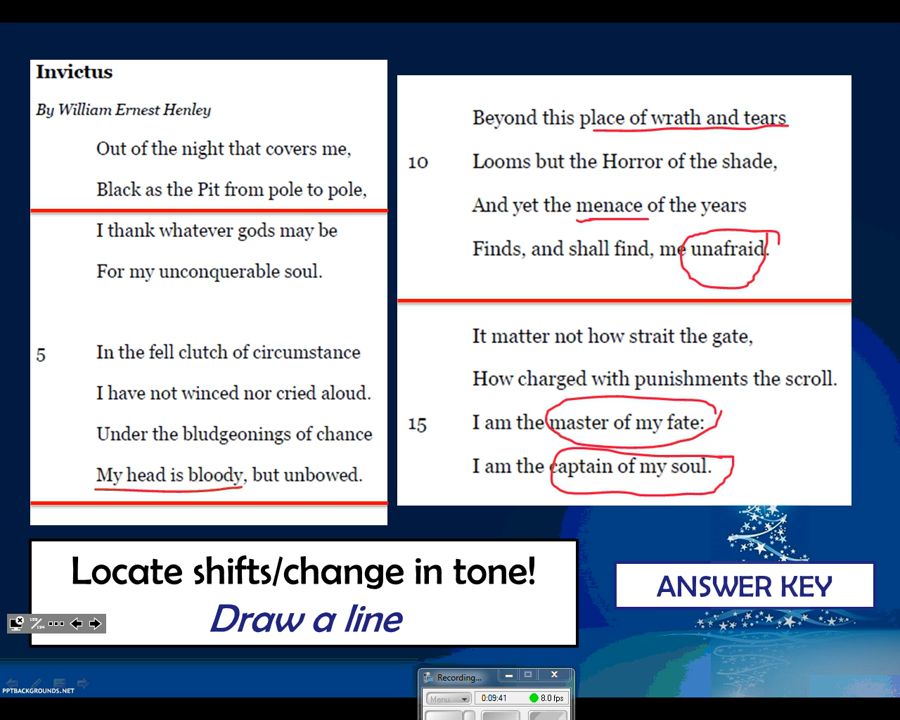 Invictus
By William Ernest Henley
Out of the night that covers me,
Black as the Pit from pole to pole,
I thank whatever gods may be
For my unconquerable soul.
5 In the fell clutch of circumstance
I have not winced nor cried aloud.
Under the bludgeonings of chance
My head is bloody, but unbowed.
Beyond this place of wrath and tears
10 Looms but the Horror of the shade,
And yet the menace of the years
Finds, and shall find, me unafraid.
It matter not how strait the gate,
How charged with punishments the scroll.
15 I am the master of my fate:
I am the captain of my soul.
Locate shifts/change in tone!
Draw a line
ANSWER KEY
PPTBACKGROUNDS.NET
Recording...
Menu
0:09:41
8.0 fps